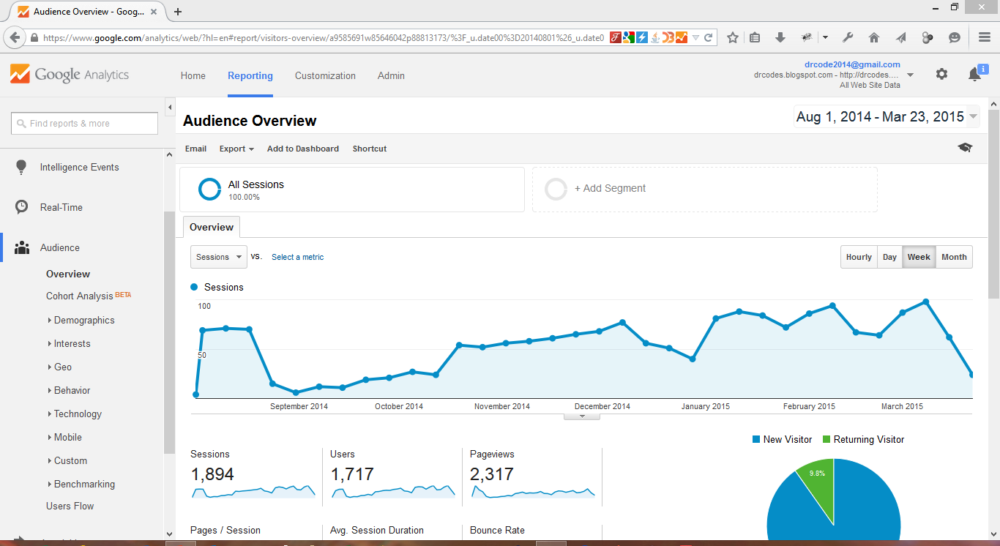 Audience Overview - Goog...
https://www.google.com/analytics/web/?hl=en#report/visitors-overview/a9585691w85646042p88813173/%3F_u.date00%3D20140801%26_u.date0
Google Analytics
Home Reporting Customization Admin
drcode2014@gmail.com
drcodes.blogspot.com - http://drcodes....
All Web Site Data
Find reports & more
Intelligence Events
Real-Time
Audience
Overview
Cohort Analysis BETA
Demographics
Interests
Geo
Behavior
Technology
Mobile
Custom
Benchmarking
Users Flow
Audience Overview
Aug 1, 2014 - Mar 23, 2015
Email Export Add to Dashboard Shortcut
All Sessions
100.00%
+ Add Segment
Overview
Sessions vs. Select a metric
Hourly Day Week Month
Sessions
100
50
September 2014 October 2014 November 2014 December 2014 January 2015 February 2015 March 2015
New Visitor Returning Visitor
9.8%
Sessions
1,894
Users
1,717
Pageviews
2,317
Pages / Session
Avg. Session Duration
Bounce Rate